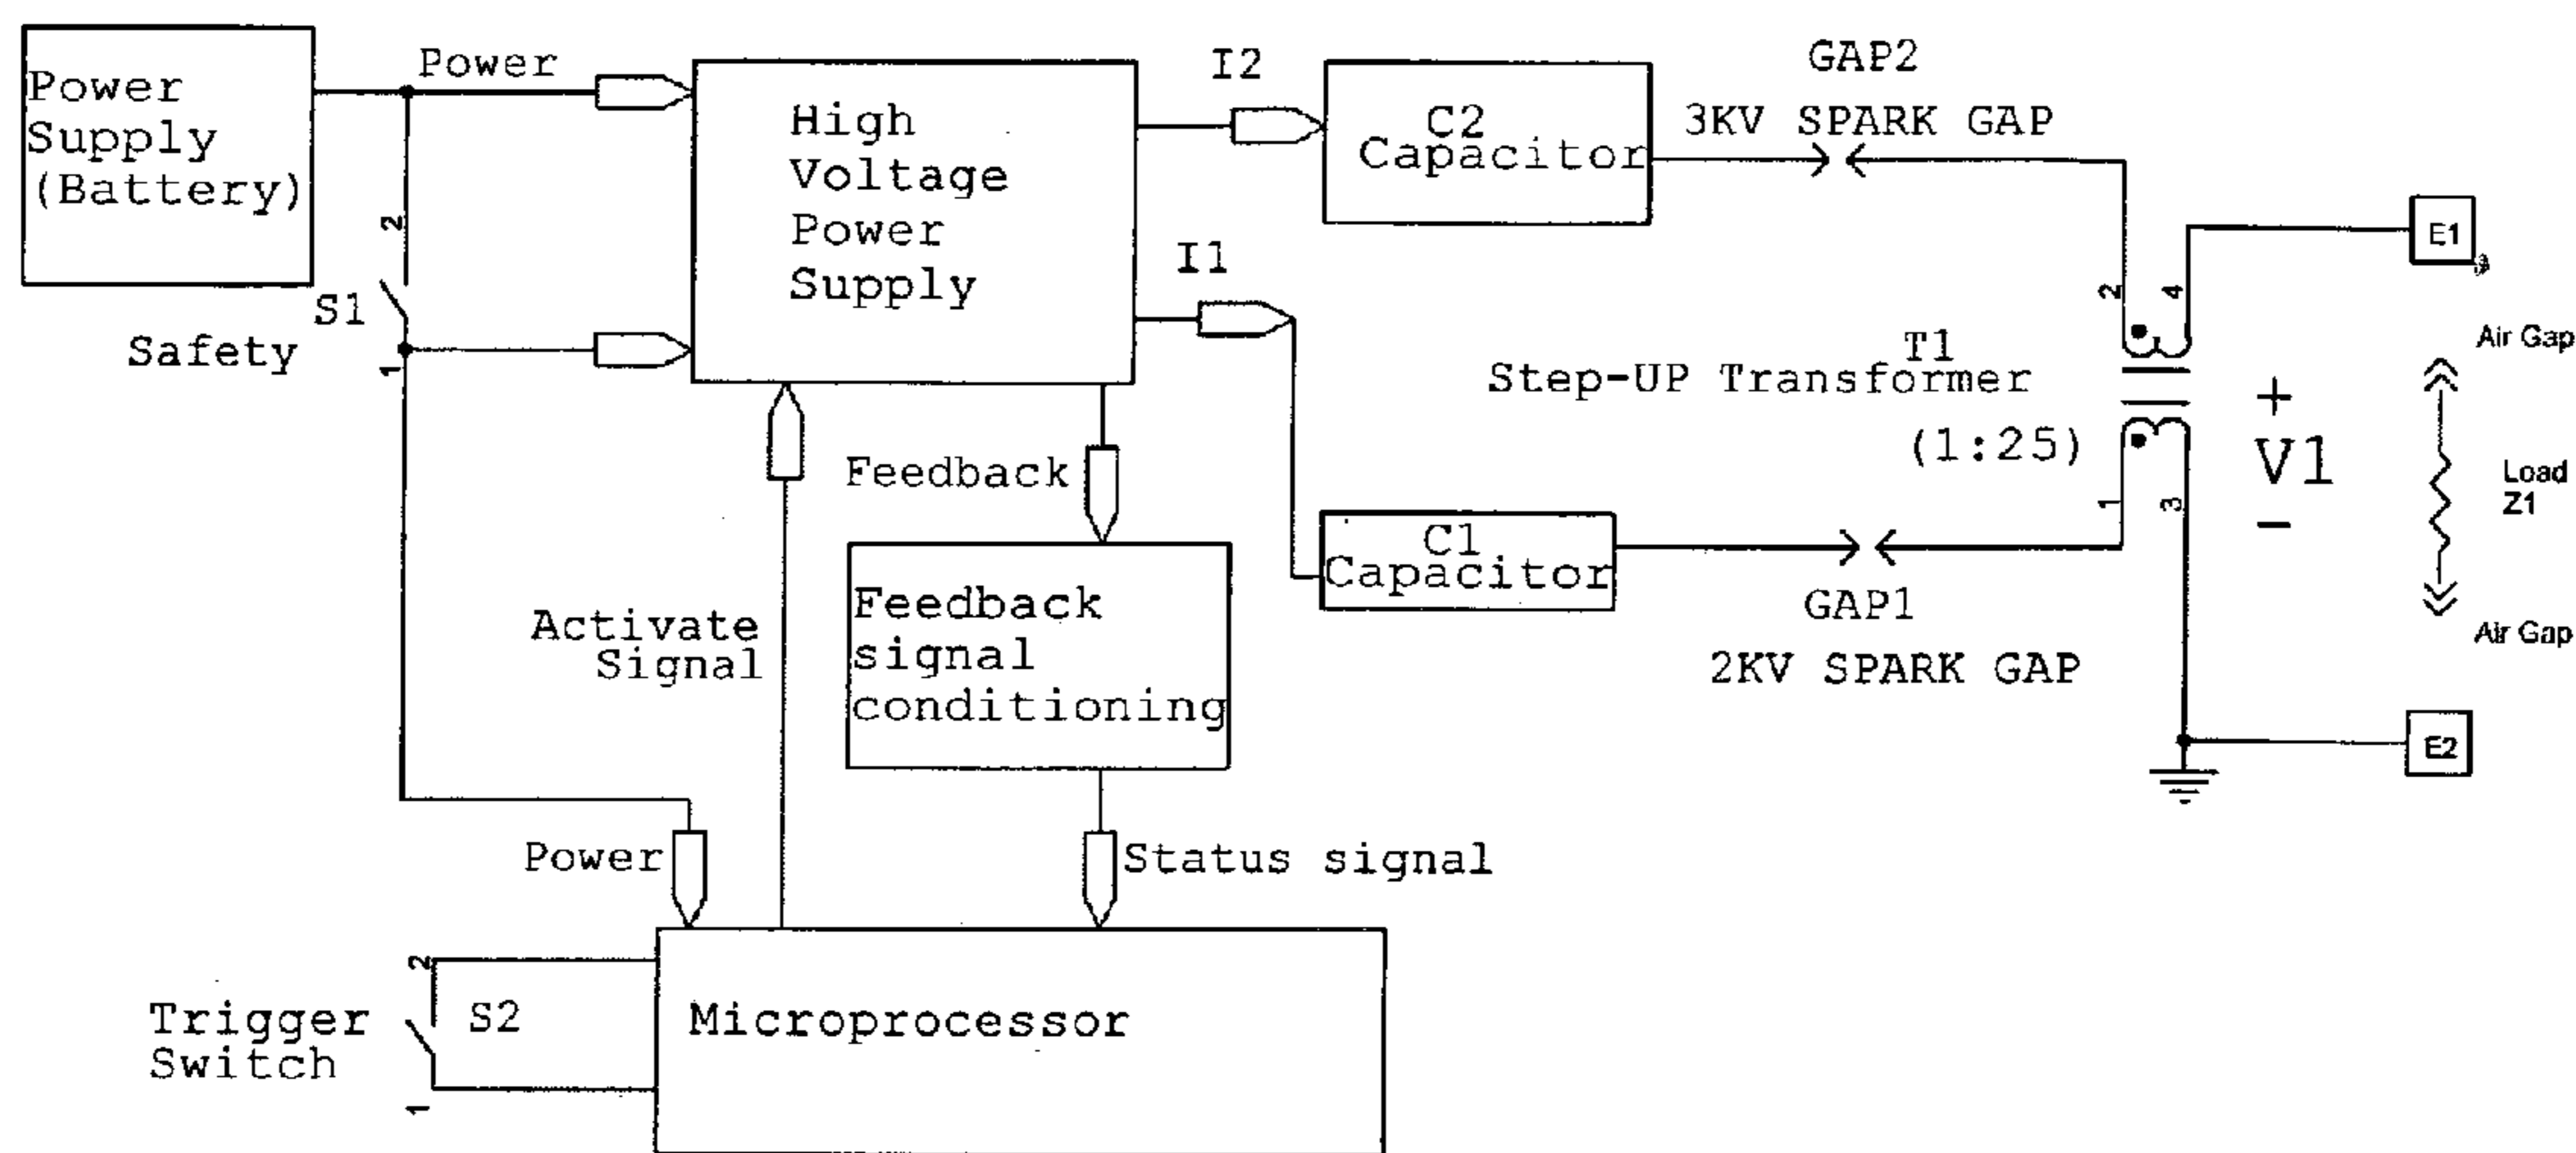 Power
Supply
(Battery)
Power
2
S1
Safety
1
High
Voltage
Power
Supply
I2
I1
C2
Capacitor
GAP2
3KV SPARK GAP
2
4
E1
Air Gap
T1
Step-UP Transformer
(1:25)
+
V1
-
Load
Z1
1
3
Air Gap
E2
C1
Capacitor
GAP1
2KV SPARK GAP
Feedback
Feedback
signal
conditioning
Activate
Signal
Power
Status signal
2
Trigger
Switch
S2
1
Microprocessor